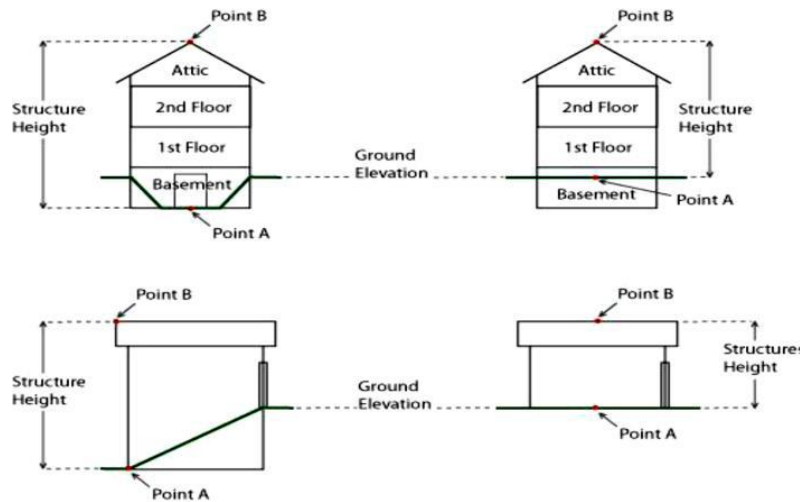 Point B
Attic
2nd Floor
1st Floor
Basement
Structure
Height
Point A
Ground
Elevation
Point B
Attic
2nd Floor
1st Floor
Basement
Structure
Height
Point A
Point B
Structure
Height
Point A
Ground
Elevation
Point B
Structures
Height
Point A